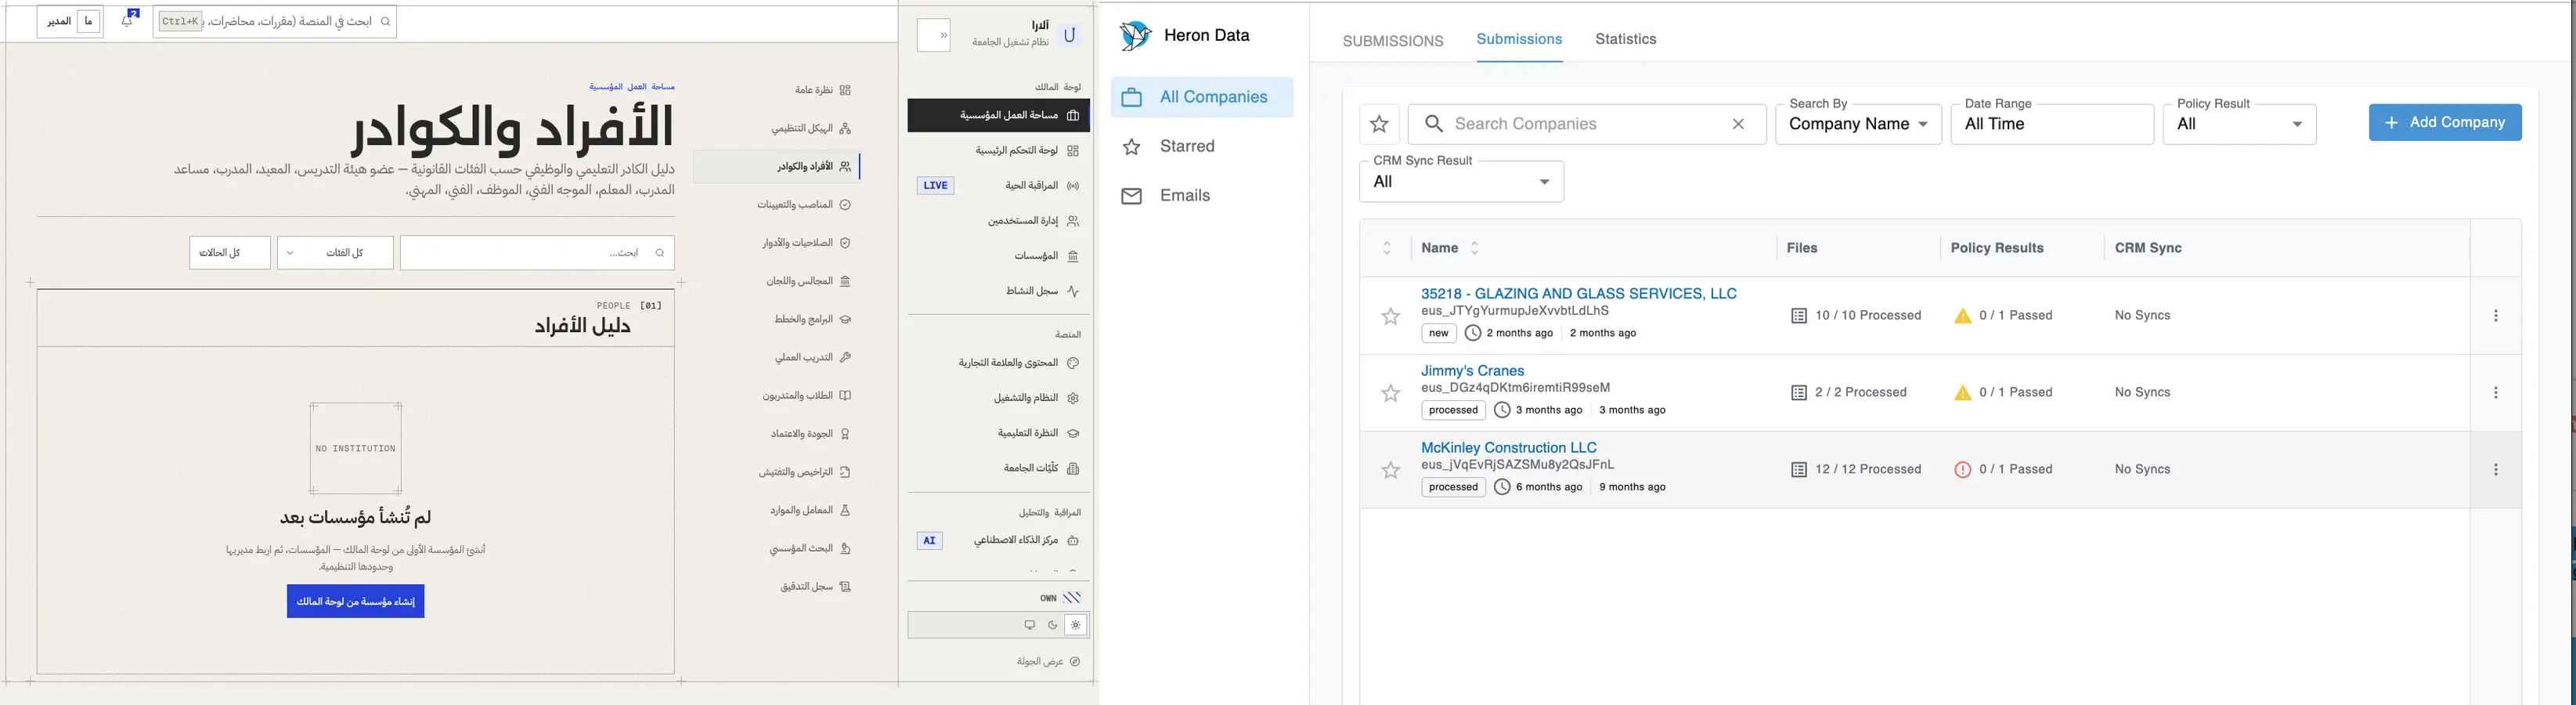 المدير
مأ
2
ابحث في المنصة (مقررات، محاضرات، ي
Ctrl+K
ألارا
نظام تشغيل الجامعة
لوحة المالك
مساحة العمل المؤسسية
لوحة التحكم الرئيسية
المراقبة الحية
LIVE
إدارة المستخدمين
المؤسسات
سجل النشاط
المنصة
المحتوى والعلامة التجارية
النظام والتشغيل
النظرة التعليمية
كلّيّات الجامعة
المراقبة والتحليل
مركز الذكاء الاصطناعي
AI
OWN
عرض الجولة
نظرة عامة
الهيكل التنظيمي
الأفراد والكوادر
المناصب والتعيينات
الصلاحيات والأدوار
المجالس واللجان
البرامج والخطط
التدريب العملي
الطلاب والمتدربون
الجودة والاعتماد
التراخيص والتفتيش
المعامل والموارد
البحث المؤسسي
سجل التدقيق
مساحة العمل المؤسسية
الأفراد والكوادر
دليل الكادر التعليمي والوظيفي حسب الفئات القانونية — عضو هيئة التدريس، المعيد، المدرب، مساعد
المدرب، المعلم، الموجه الفني، الموظف، الفني، المهني.
ابحث...
كل الفئات
كل الحالات
[01] PEOPLE
دليل الأفراد
NO INSTITUTION
لم تُنشأ مؤسسات بعد
أنشئ المؤسسة الأولى من لوحة المالك — المؤسسات، ثم اربط مديريها
وحدودها التنظيمية.
إنشاء مؤسسة من لوحة المالك
Heron Data
All Companies
Starred
Emails
SUBMISSIONS
Submissions
Statistics
Search Companies
Search By
Company Name
Date Range
All Time
Policy Result
All
+ Add Company
CRM Sync Result
All
Name
Files
Policy Results
CRM Sync
35218 - GLAZING AND GLASS SERVICES, LLC
eus_JTYgYurmupJeXvvbtLdLhS
new
2 months ago
2 months ago
10 / 10 Processed
0 / 1 Passed
No Syncs
Jimmy's Cranes
eus_DGz4qDKtm6iremtiR99seM
processed
3 months ago
3 months ago
2 / 2 Processed
0 / 1 Passed
No Syncs
McKinley Construction LLC
eus_jVqEvRjSAZSMu8y2QsJFnL
processed
6 months ago
9 months ago
12 / 12 Processed
0 / 1 Passed
No Syncs